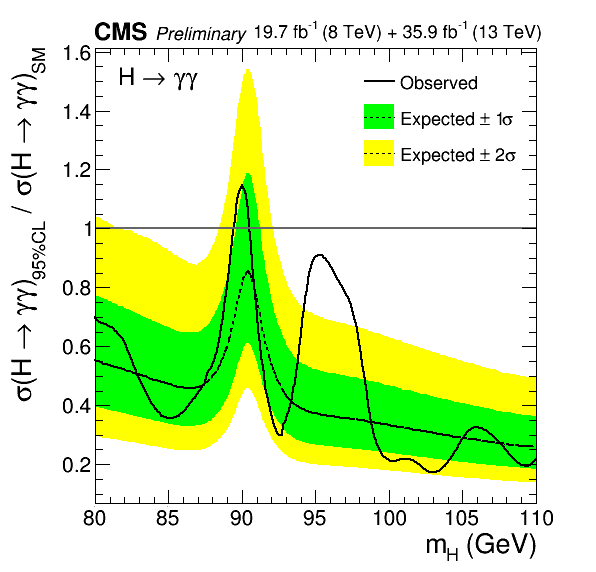 CMS Preliminary 19.7 fb⁻¹ (8 TeV) + 35.9 fb⁻¹ (13 TeV)
σ(H → γγ)95%CL / σ(H → γγ)SM
H → γγ
Observed
Expected ± 1σ
Expected ± 2σ
1.6
1.4
1.2
1
0.8
0.6
0.4
0.2
80 85 90 95 100 105 110
mH (GeV)